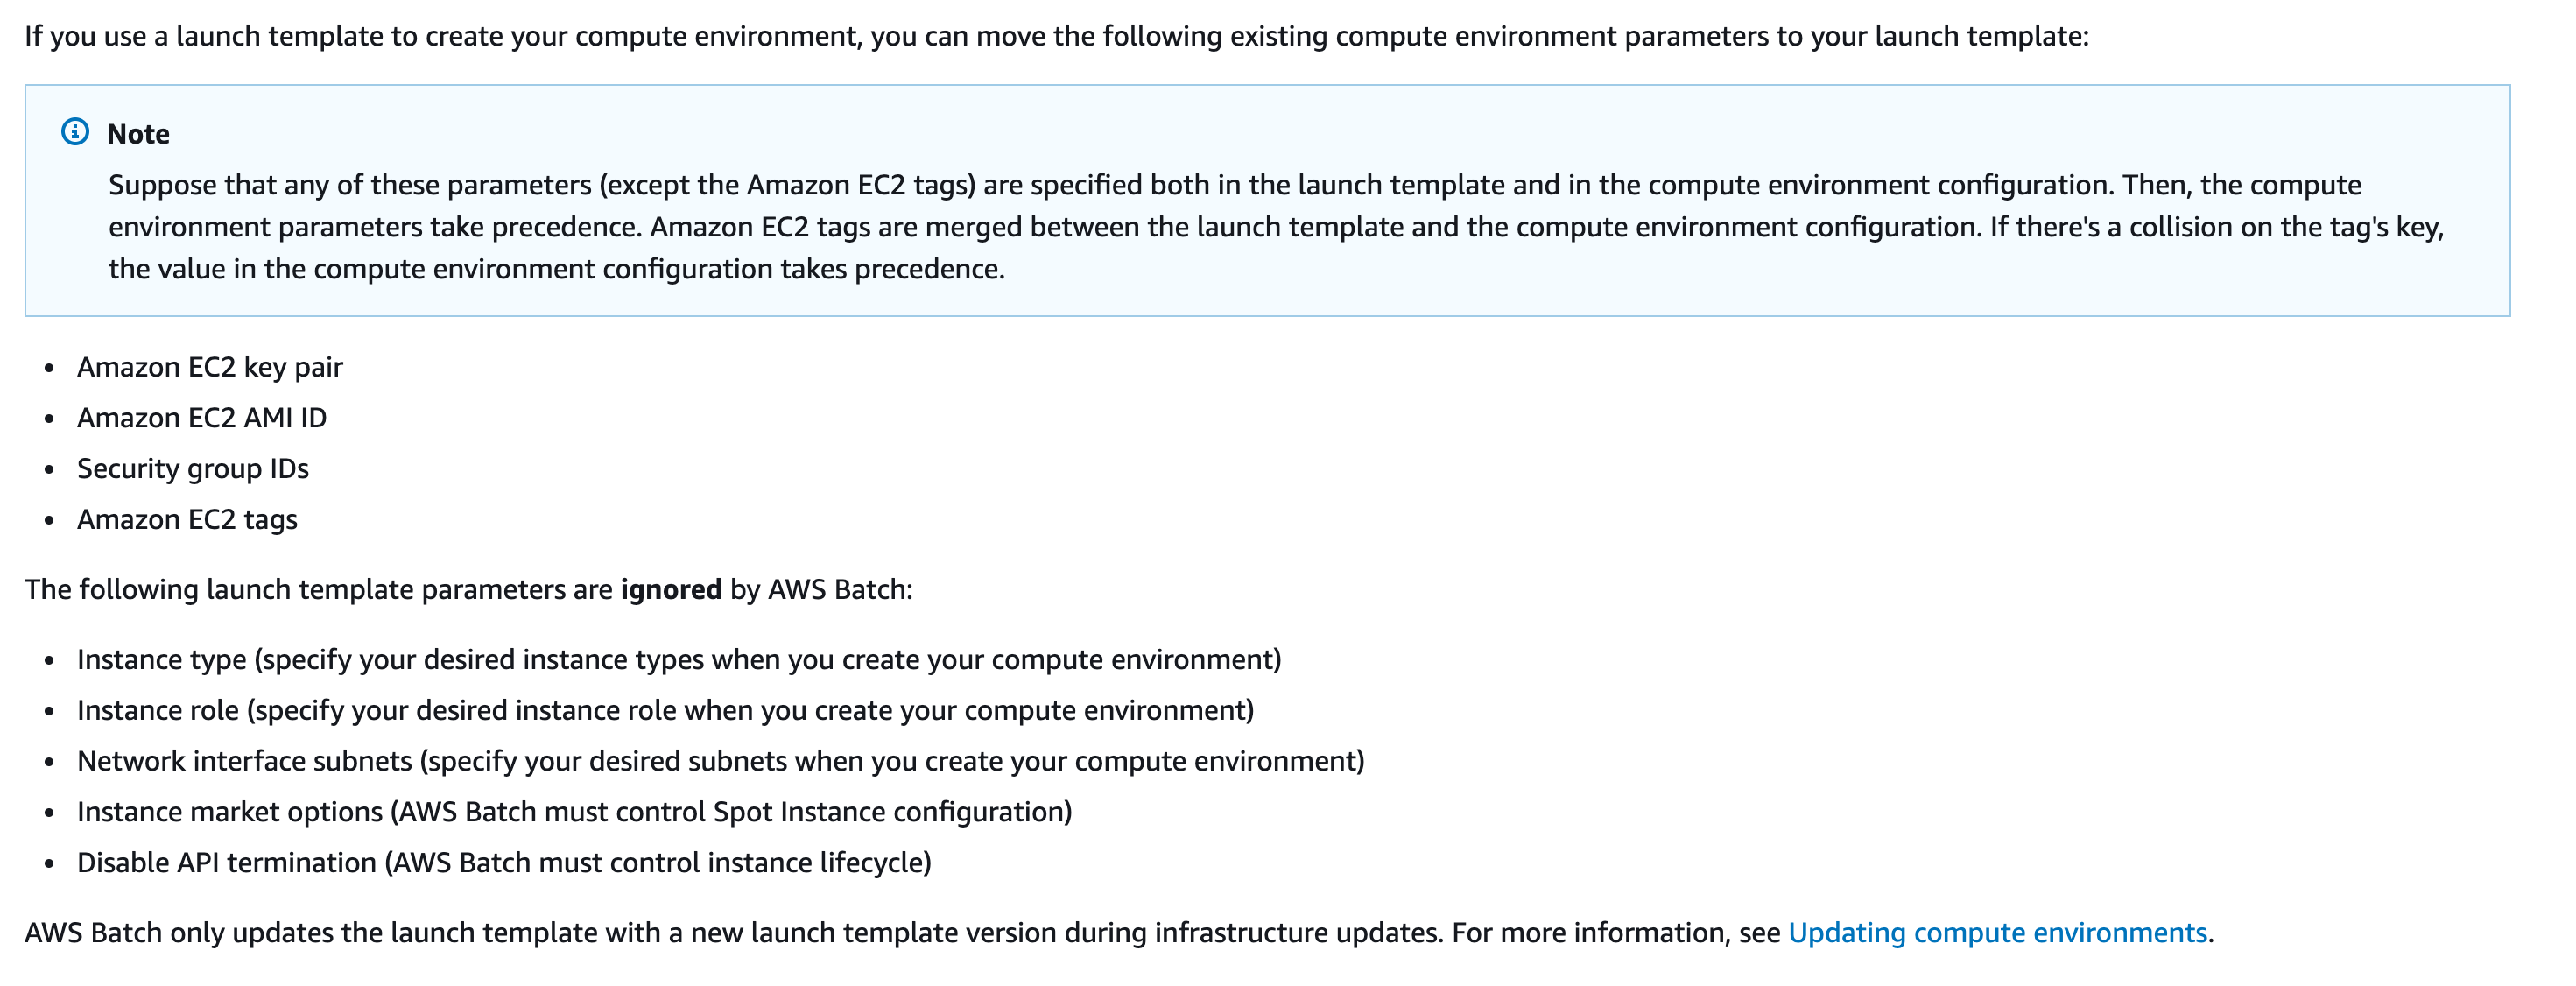 If you use a launch template to create your compute environment, you can move the following existing compute environment parameters to your launch template:
Note
Suppose that any of these parameters (except the Amazon EC2 tags) are specified both in the launch template and in the compute environment configuration. Then, the compute
environment parameters take precedence. Amazon EC2 tags are merged between the launch template and the compute environment configuration. If there's a collision on the tag's key,
the value in the compute environment configuration takes precedence.
• Amazon EC2 key pair
• Amazon EC2 AMI ID
• Security group IDs
• Amazon EC2 tags
The following launch template parameters are ignored by AWS Batch:
• Instance type (specify your desired instance types when you create your compute environment)
• Instance role (specify your desired instance role when you create your compute environment)
• Network interface subnets (specify your desired subnets when you create your compute environment)
• Instance market options (AWS Batch must control Spot Instance configuration)
• Disable API termination (AWS Batch must control instance lifecycle)
AWS Batch only updates the launch template with a new launch template version during infrastructure updates. For more information, see Updating compute environments.